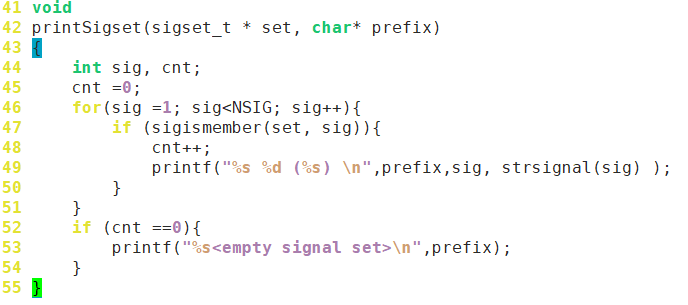 41 void
42 printSigset(sigset_t * set, char* prefix)
43 {
44     int sig, cnt;
45     cnt =0;
46     for(sig =1; sig<NSIG; sig++){
47         if (sigismember(set, sig)){
48             cnt++;
49             printf("%s %d (%s) \n",prefix,sig, strsignal(sig) );
50         }
51     }
52     if (cnt ==0){
53         printf("%s<empty signal set>\n",prefix);
54     }
55 }